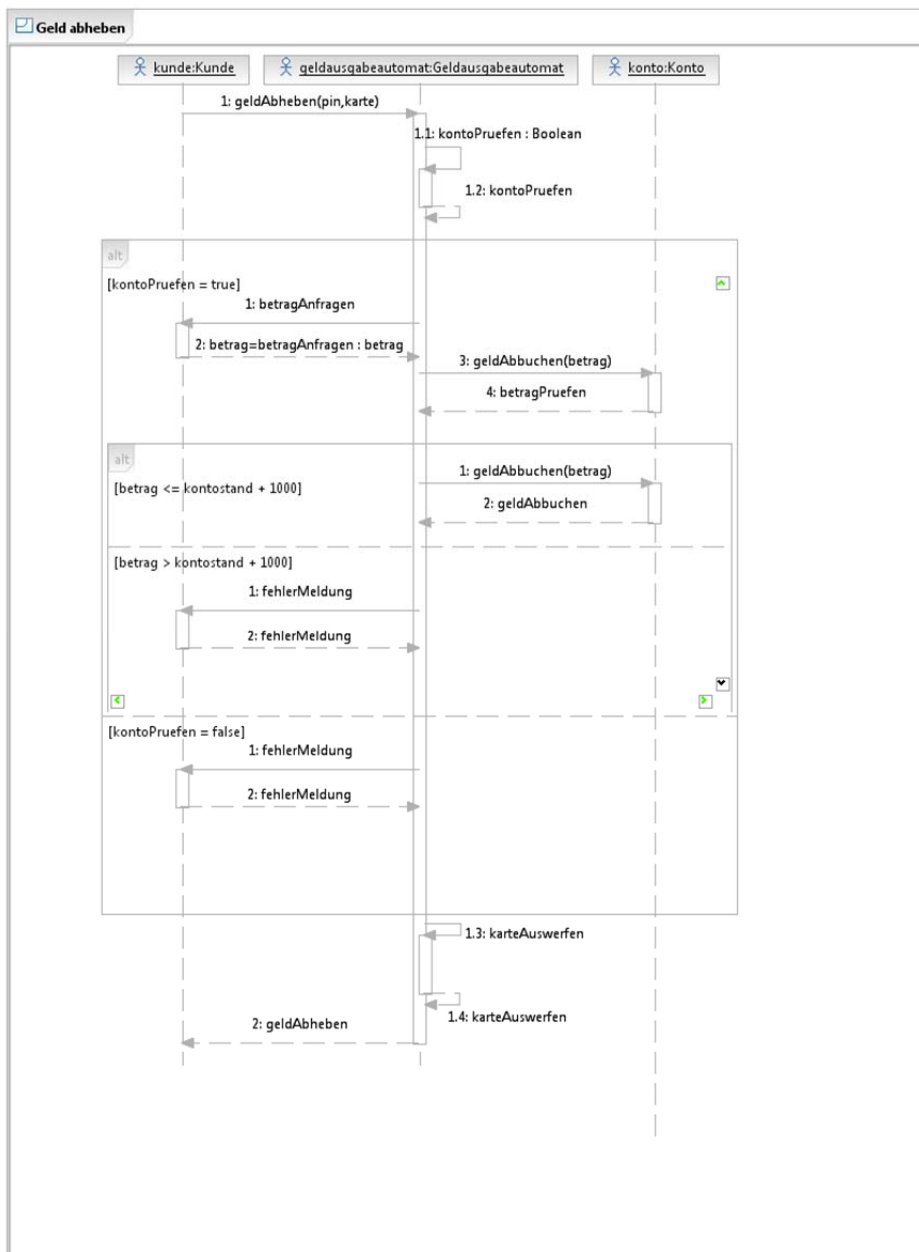 Geld abheben
kunde:Kunde
geldausgabeautomat:Geldausgabeautomat
konto:Konto
1: geldAbheben(pin,karte)
1.1: kontoPruefen : Boolean
1.2: kontoPruefen
alt
[kontoPruefen = true]
1: betragAnfragen
2: betrag=betragAnfragen : betrag
3: geldAbbuchen(betrag)
4: betragPruefen
alt
1: geldAbbuchen(betrag)
[betrag <= kontostand + 1000]
2: geldAbbuchen
[betrag > kontostand + 1000]
1: fehlerMeldung
2: fehlerMeldung
[kontoPruefen = false]
1: fehlerMeldung
2: fehlerMeldung
1.3: karteAuswerfen
1.4: karteAuswerfen
2: geldAbheben